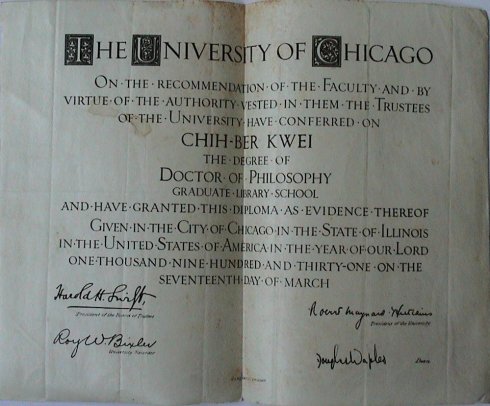 THE UNIVERSITY OF CHICAGO
ON·THE·RECOMMENDATION·OF·THE·FACULTY·AND·BY
VIRTUE·OF·THE·AUTHORITY·VESTED·IN·THEM·THE·TRUSTEES
OF·THE·UNIVERSITY·HAVE·CONFERRED·ON
CHIH-BER KWEI
THE·DEGREE·OF
DOCTOR·OF·PHILOSOPHY
GRADUATE·LIBRARY·SCHOOL
AND·HAVE·GRANTED·THIS·DIPLOMA·AS·EVIDENCE·THEREOF
GIVEN·IN·THE·CITY·OF·CHICAGO·IN·THE·STATE·OF·ILLINOIS
IN·THE·UNITED·STATES·OF·AMERICA·IN·THE·YEAR·OF·OUR·LORD
ONE·THOUSAND·NINE·HUNDRED·AND·THIRTY-ONE·ON·THE
SEVENTEENTH·DAY·OF·MARCH
Harold H. Swift
President of the Board of Trustees
Robert Maynard Hutchins
President of the University
Roy W. Bixler
University Recorder
Douglas Waples
Dean